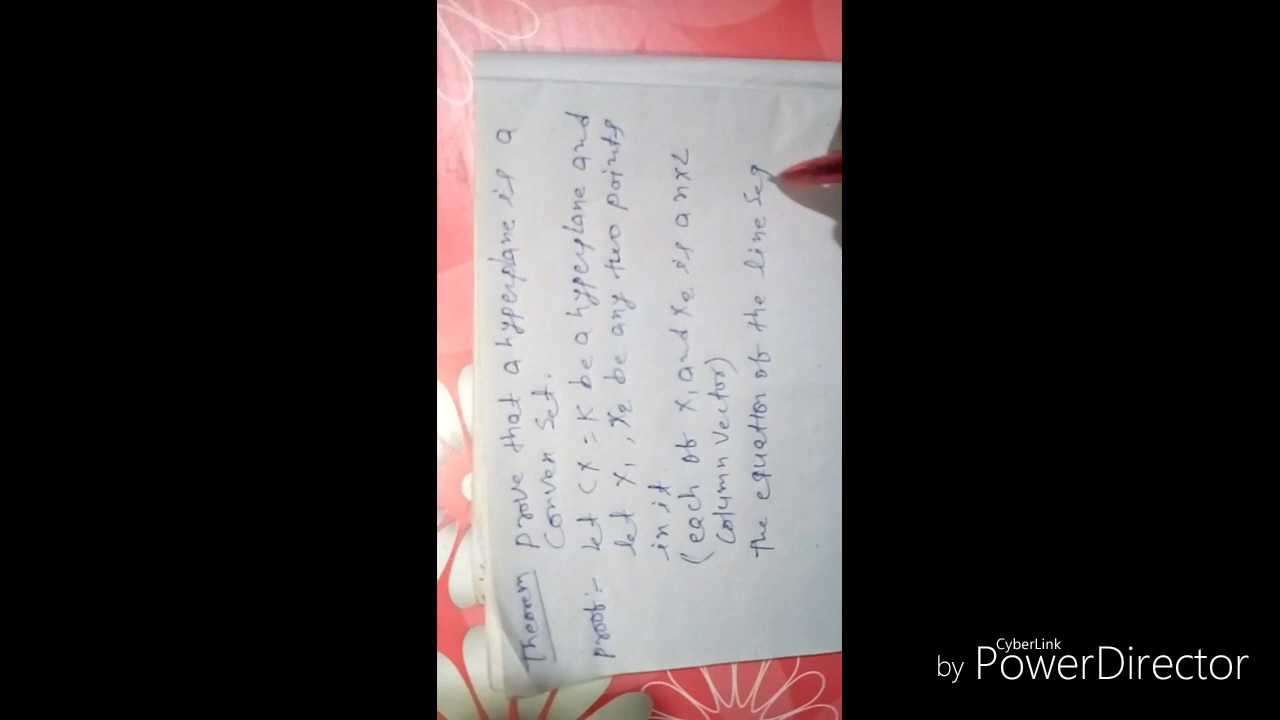 Theorem prove that a hyperplane is a
convex Set.
proof:- let CX = K be a hyperplane and
let X1, X2 be any two points
in it.
(each of X1 and X2 is a nx2
column vector)
The equation of the line Seg
CyberLink
by PowerDirector